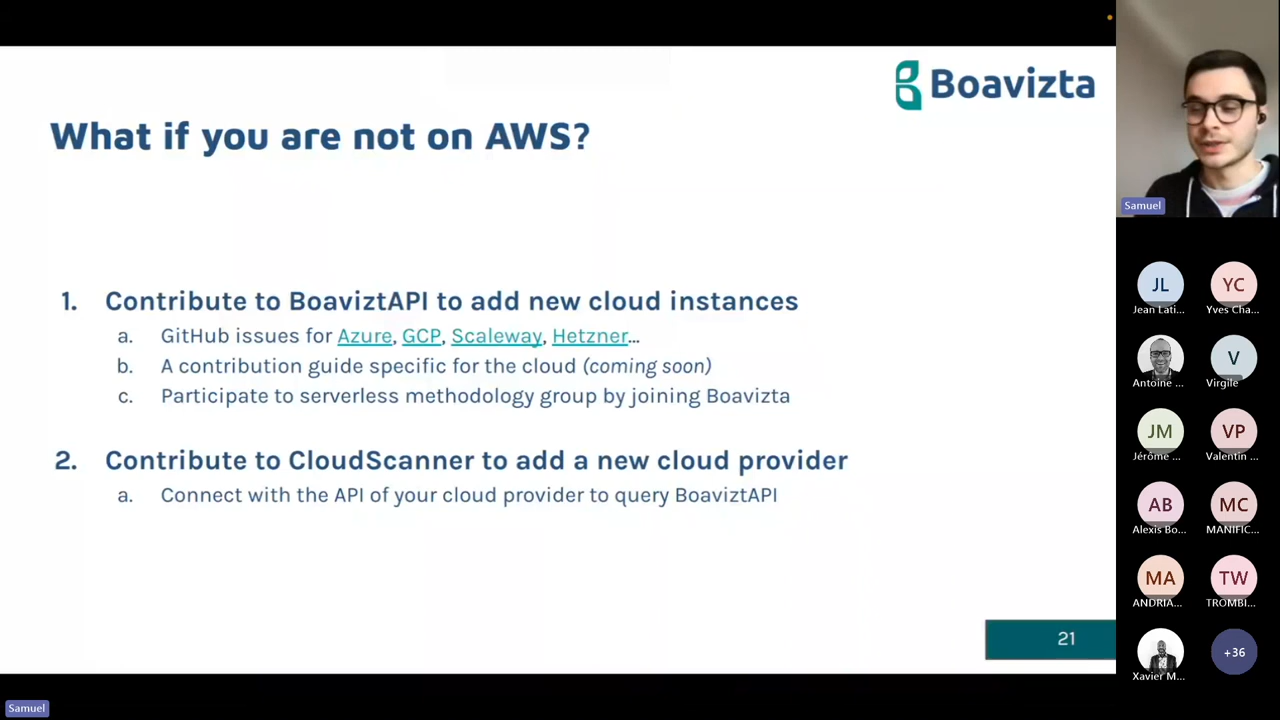 Boavizta
What if you are not on AWS?
1. Contribute to BoaviztAPI to add new cloud instances
a. GitHub issues for Azure, GCP, Scaleway, Hetzner...
b. A contribution guide specific for the cloud (coming soon)
c. Participate to serverless methodology group by joining Boavizta
2. Contribute to CloudScanner to add a new cloud provider
a. Connect with the API of your cloud provider to query BoaviztAPI
21
Samuel
JL YC
Jean Lati... Yves Cha...
V
Antoine ... Virgile
JM VP
Jérôme ... Valentin ...
AB MC
Alexis Bo... MANIFIC...
MA TW
ANDRIA... TROMBI...
+36
Xavier M...
Samuel